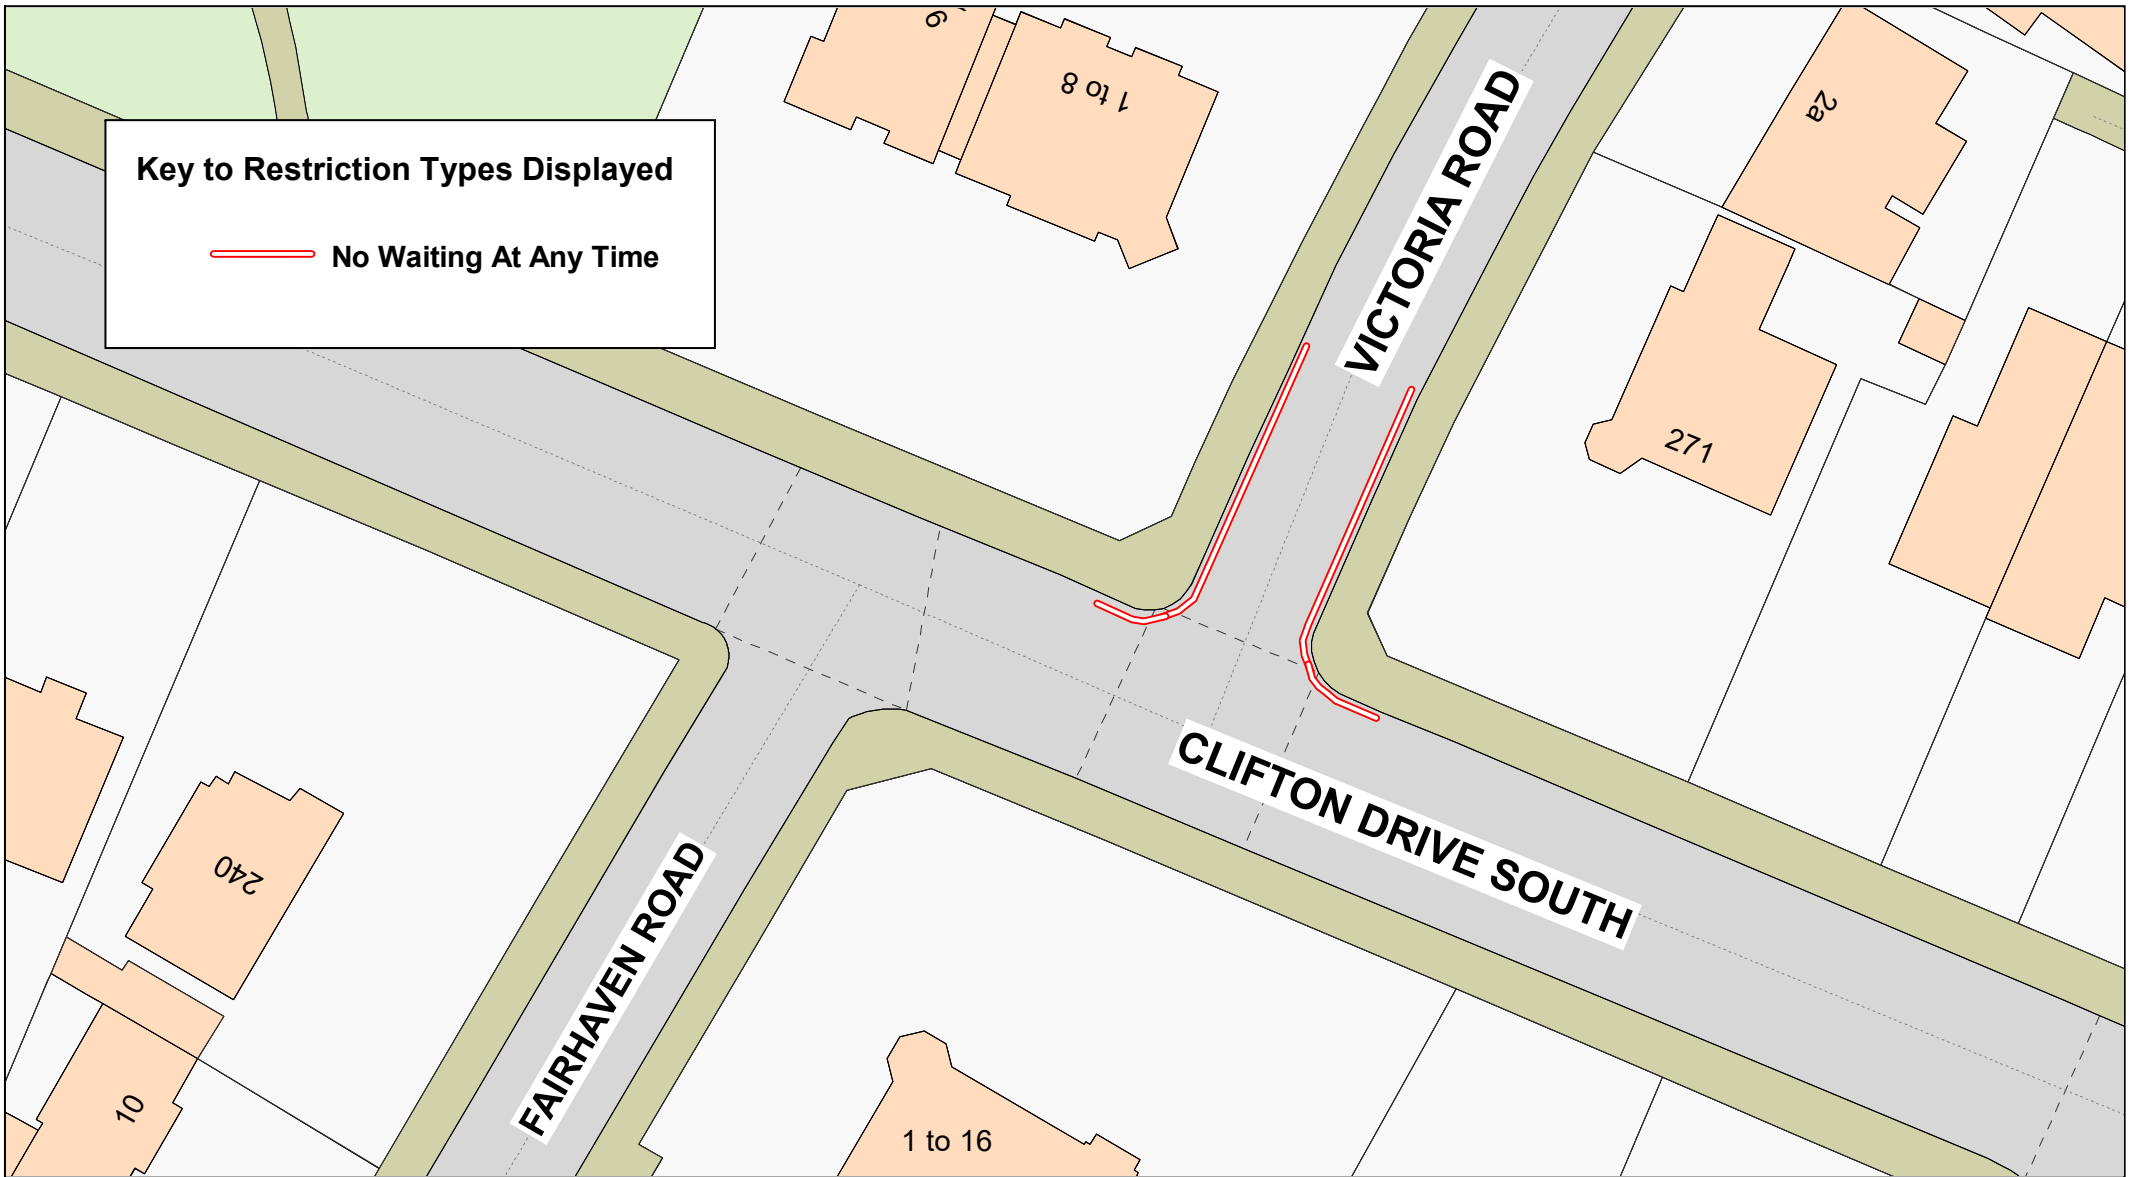 6
1 to 8
2a
Key to Restriction Types Displayed
No Waiting At Any Time
VICTORIA ROAD
271
CLIFTON DRIVE SOUTH
240
FAIRHAVEN ROAD
10
1 to 16